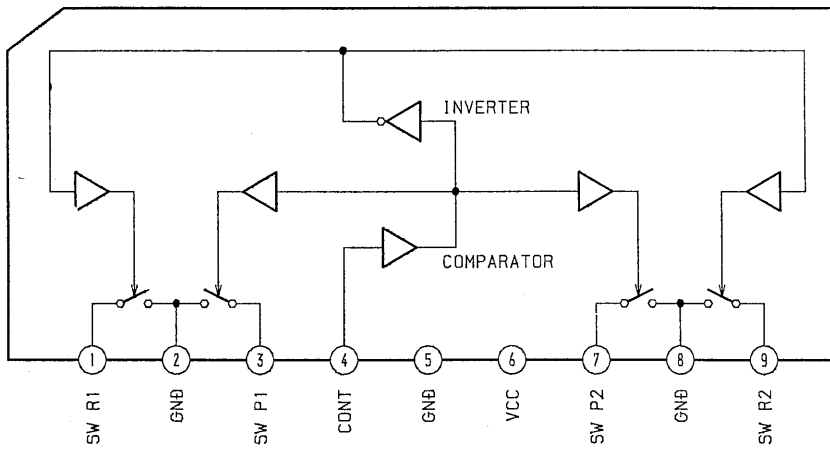 INVERTER
COMPARATOR
1 2 3 4 5 6 7 8 9
SW R1
GND
SW P1
CONT
GND
VCC
SW P2
GND
SW R2